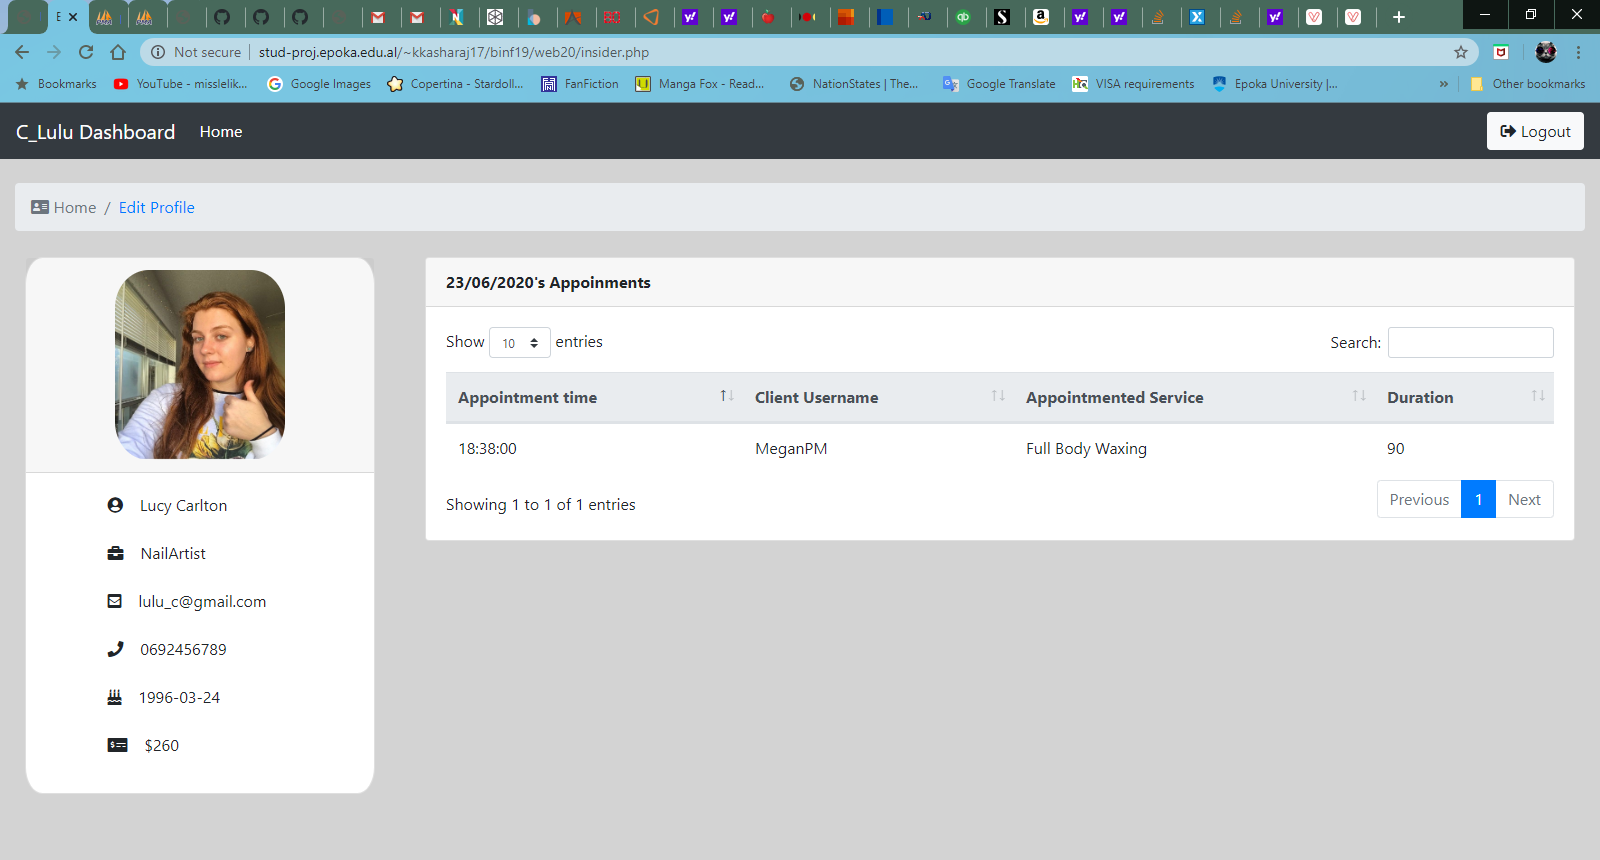 E
Not secure | stud-proj.epoka.edu.al/~kkasharaj17/binf19/web20/insider.php
Bookmarks YouTube - misslelik... Google Images Copertina - Stardoll... FanFiction Manga Fox - Read... NationStates | The... Google Translate VISA requirements Epoka University |... » Other bookmarks
C_Lulu Dashboard Home Logout
Home / Edit Profile
Lucy Carlton
NailArtist
lulu_c@gmail.com
0692456789
1996-03-24
$260
23/06/2020's Appoinments
Show 10 entries Search:
Appointment time Client Username Appointmented Service Duration
18:38:00 MeganPM Full Body Waxing 90
Showing 1 to 1 of 1 entries Previous 1 Next